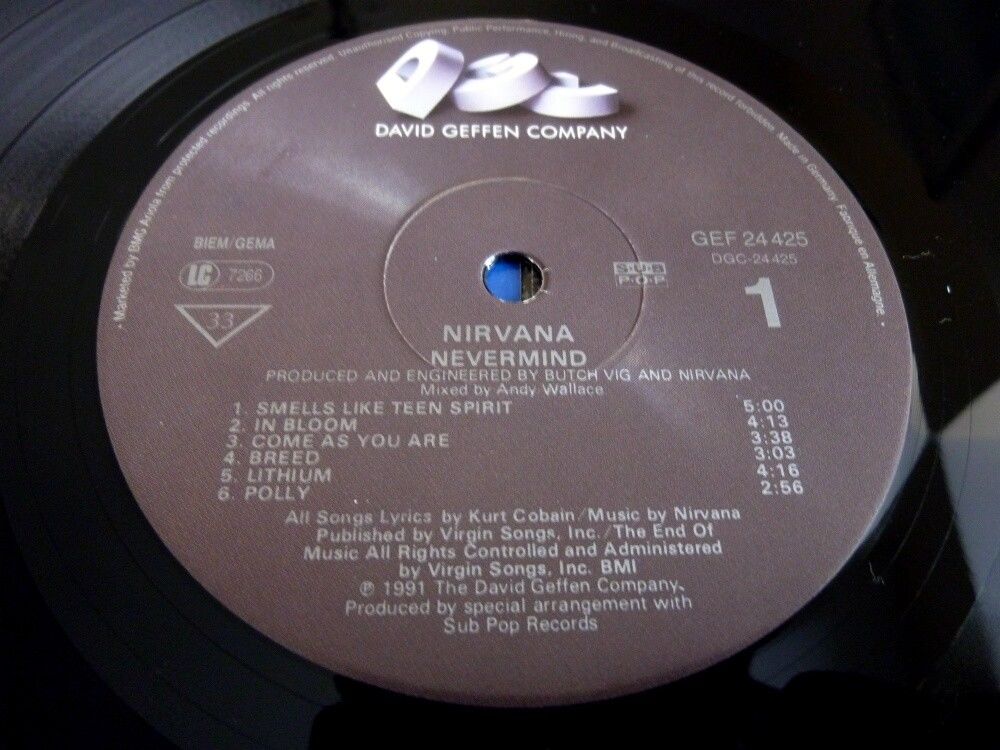 Marketed by BMG Ariola from protected recordings. All rights reserved. Unauthorised Copying, Public Performance, Hiring, and Broadcasting of this record forbidden. Made in Germany. Fabriqué en Allemagne.
DGC
DAVID GEFFEN COMPANY
BIEM/GEMA
LC 7266
33
GEF 24 425
DGC-24 425
SUB
POP
1
NIRVANA
NEVERMIND
PRODUCED AND ENGINEERED BY BUTCH VIG AND NIRVANA
Mixed by Andy Wallace
1. SMELLS LIKE TEEN SPIRIT 5:00
2. IN BLOOM 4:13
3. COME AS YOU ARE 3:38
4. BREED 3:03
5. LITHIUM 4:16
6. POLLY 2:56
All Songs Lyrics by Kurt Cobain/Music by Nirvana
Published by Virgin Songs, Inc./The End Of
Music All Rights Controlled and Administered
by Virgin Songs, Inc. BMI
℗ 1991 The David Geffen Company.
Produced by special arrangement with
Sub Pop Records